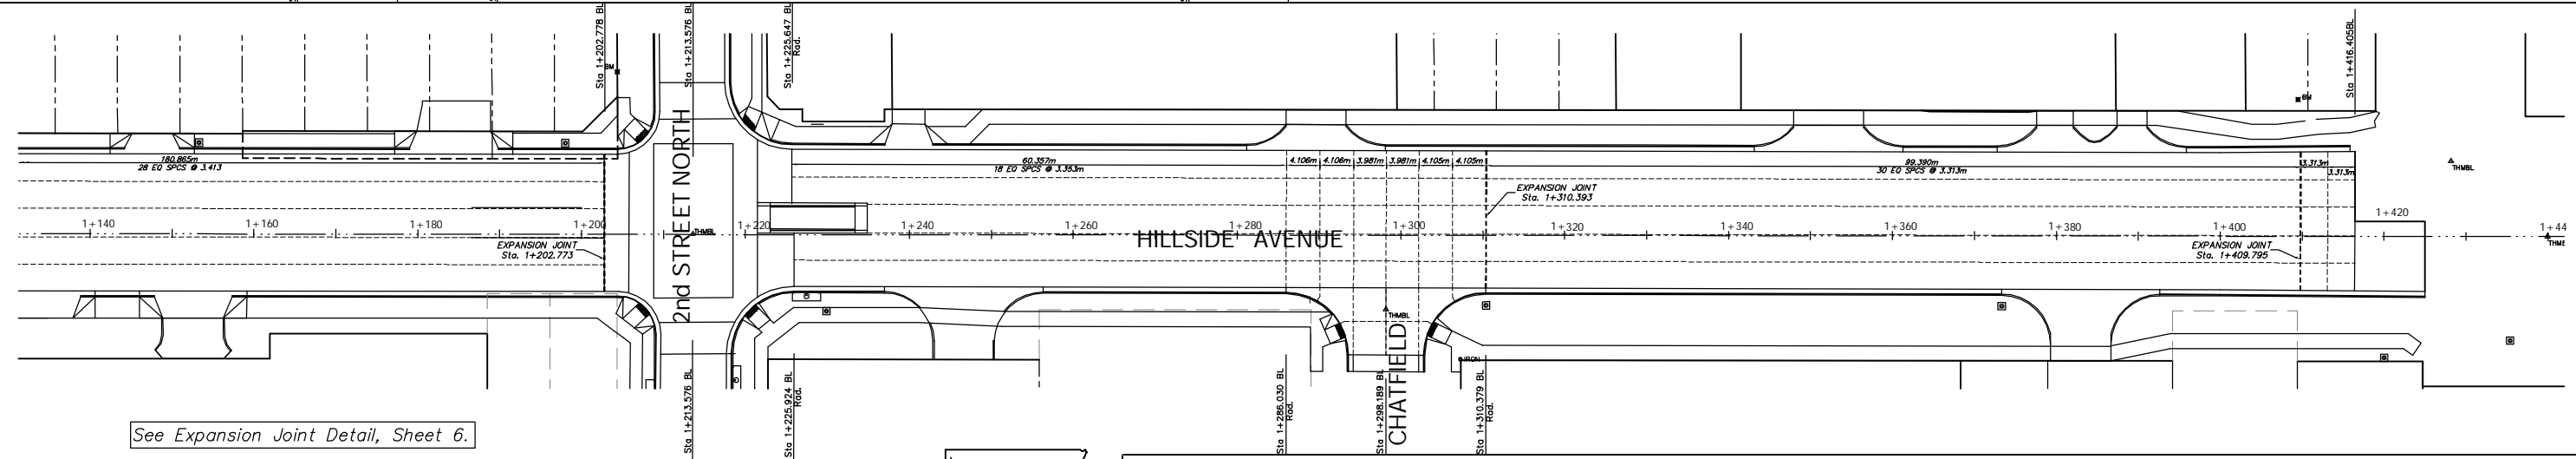 Sta 1+202.778 BL
Sta 1+213.576 BL
Sta 1+225.647 BL
Rad.
Sta 1+416.405BL
BM
BM
180.865m
28 EQ SPCS @ 3.413
60.357m
18 EQ SPCS @ 3.353m
4.106m 4.106m 3.981m 3.981m 4.105m 4.105m
99.390m
30 EQ SPCS @ 3.313m
3.313m
3.313m
THMBL
EXPANSION JOINT
Sta. 1+310.393
2nd STREET NORTH
1+140 1+160 1+180 1+200 1+220 1+240 1+260 1+280 1+300 1+320 1+340 1+360 1+380 1+400 1+420 1+44
THMBL
HILLSIDE AVENUE
THME
EXPANSION JOINT
Sta. 1+202.773
EXPANSION JOINT
Sta. 1+409.795
THMBL
IRON
CHATFIELD
Sta 1+213.576 BL
Sta 1+225.924 BL
Rad.
Sta 1+286.030 BL
Rad.
Sta 1+298.189 BL
Sta 1+310.379 BL
Rad.
See Expansion Joint Detail, Sheet 6.